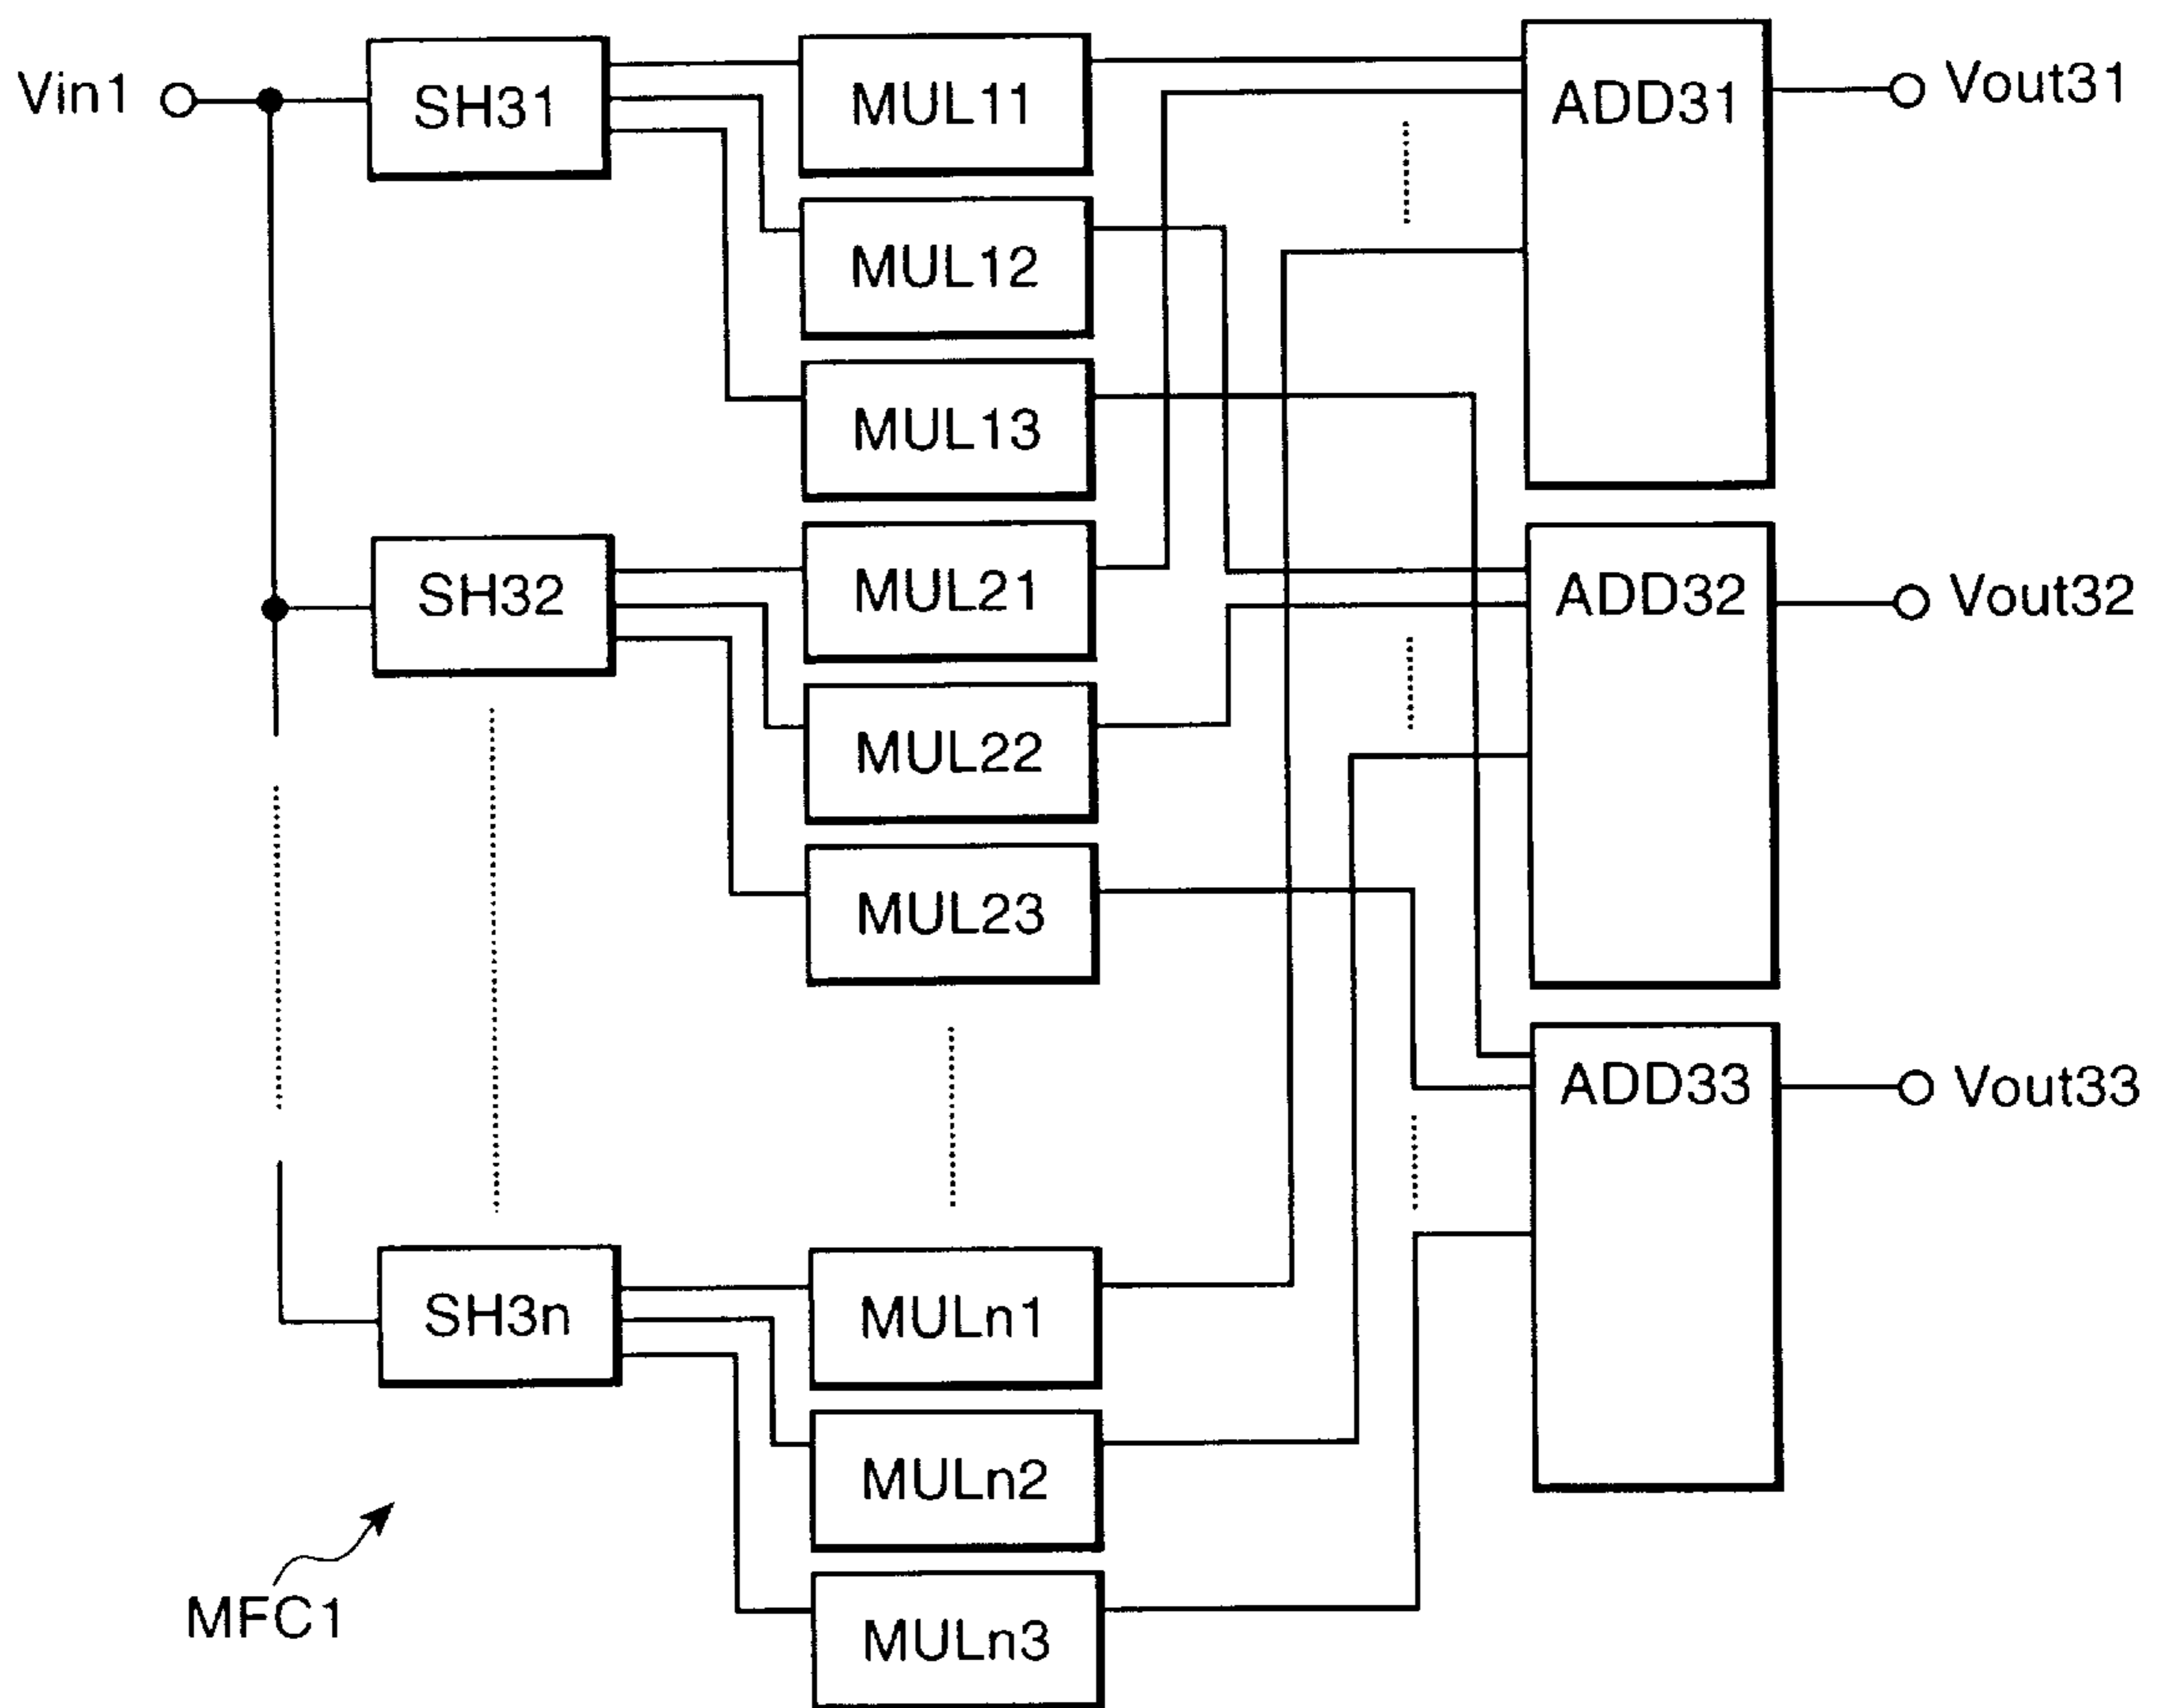 Vin1
SH31
MUL11
ADD31
Vout31
MUL12
MUL13
SH32
MUL21
ADD32
Vout32
MUL22
MUL23
ADD33
Vout33
SH3n
MULn1
MULn2
MFC1
MULn3